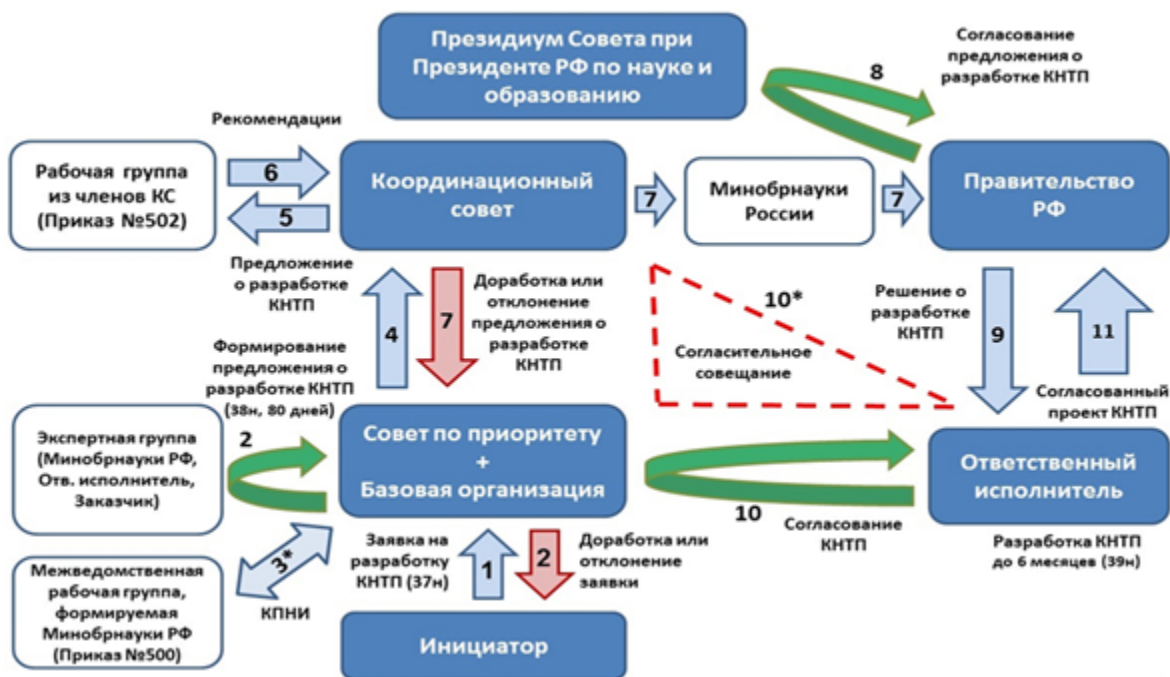 Президиум Совета при
Президенте РФ по науке и
образованию
8
Согласование
предложения о
разработке КНТП
Рекомендации
Рабочая группа
из членов КС
(Приказ №502)
6
5
Координационный
совет
7
Минобрнауки
России
7
Правительство
РФ
Предложение
о разработке
КНТП
4
7
Доработка или
отклонение
предложения о
разработке
КНТП
10*
Согласительное
совещание
Решение о
разработке
КНТП
9
11
Согласованный
проект КНТП
Формирование
предложения о
разработке КНТП
(38н, 80 дней)
Экспертная группа
(Минобрнауки РФ,
Отв. исполнитель,
Заказчик)
2
Совет по приоритету
+
Базовая организация
10
Согласование
КНТП
Ответственный
исполнитель
Разработка КНТП
до 6 месяцев (39н)
Межведомственная
рабочая группа,
формируемая
Минобрнауки РФ
(Приказ №500)
3*
КПНИ
Заявка на
разработку
КНТП (37н)
1
2
Доработка или
отклонение
заявки
Инициатор